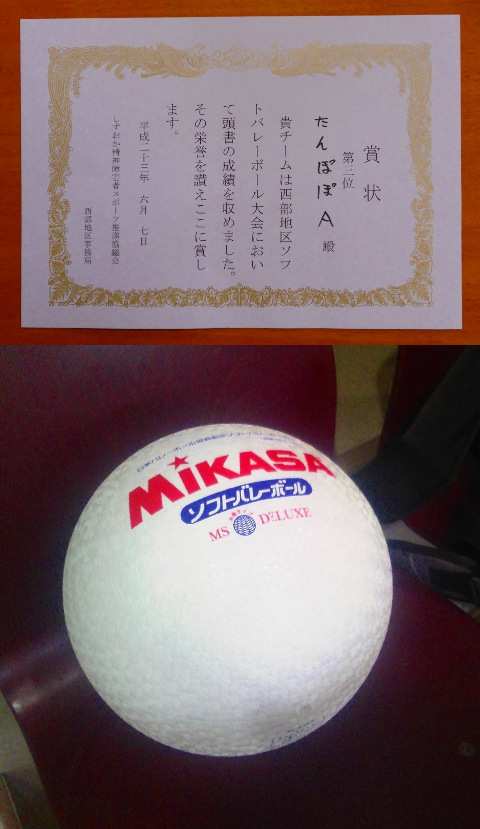 賞状
第三位
たんぽぽA 殿
貴チームは西部地区ソフ
トバレーボール大会におい
て頭書の成績を収めました。
その栄誉を讃えここに賞し
ます。
平成二十三年 六月 七日
しずおか精神障害者スポーツ推進協議会
西部地区事務局
MiKASA
ソフトバレーボール
MS DELUXE